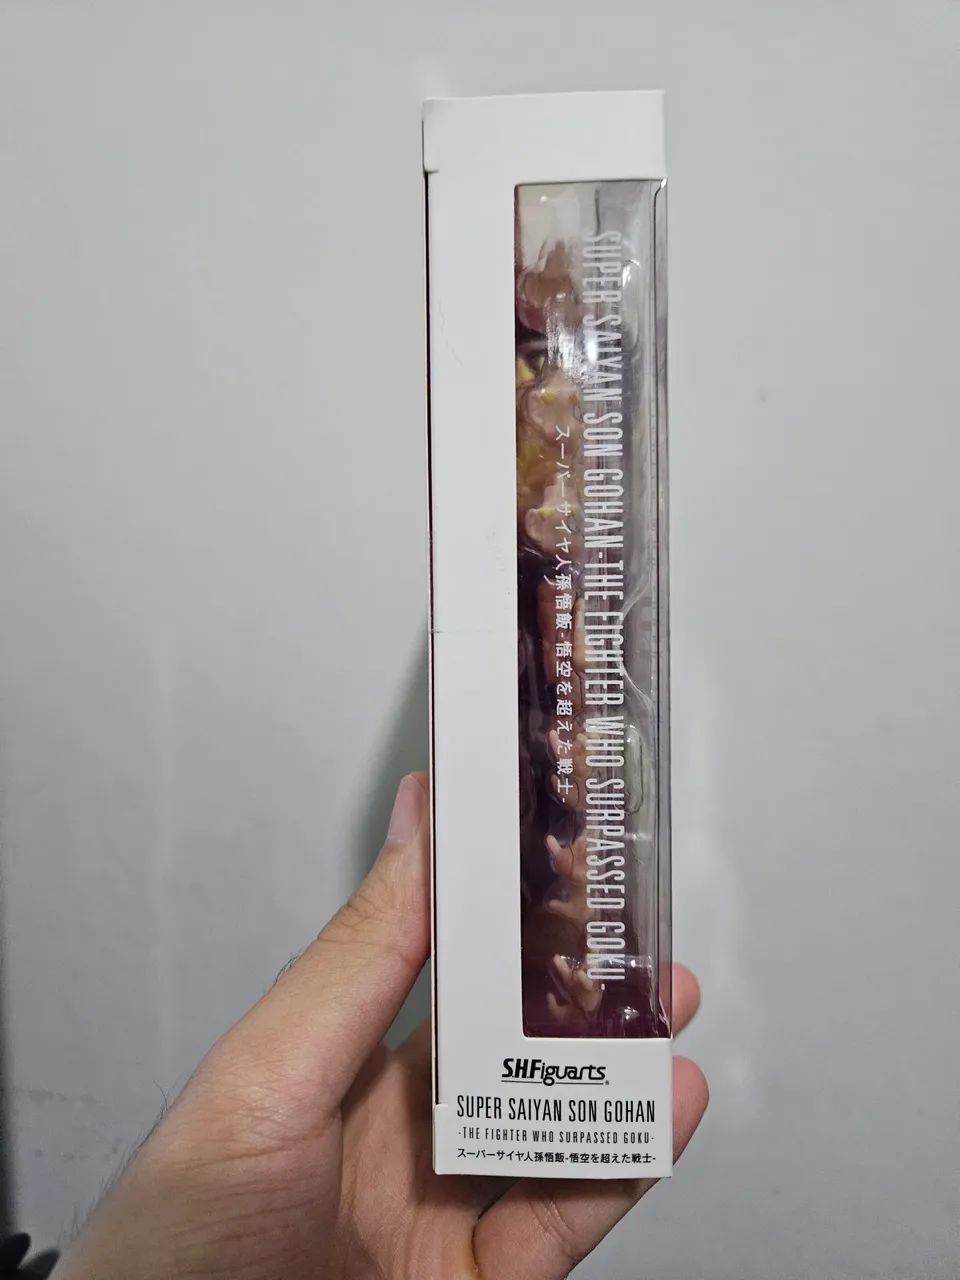 SUPER SAIYAN SON GOHAN-THE FIGHTER WHO SURPASSED GOKU-
スーパーサイヤ人孫悟飯-悟空を超えた戦士-
S.H.Figuarts
SUPER SAIYAN SON GOHAN
-THE FIGHTER WHO SURPASSED GOKU-
スーパーサイヤ人孫悟飯-悟空を超えた戦士-